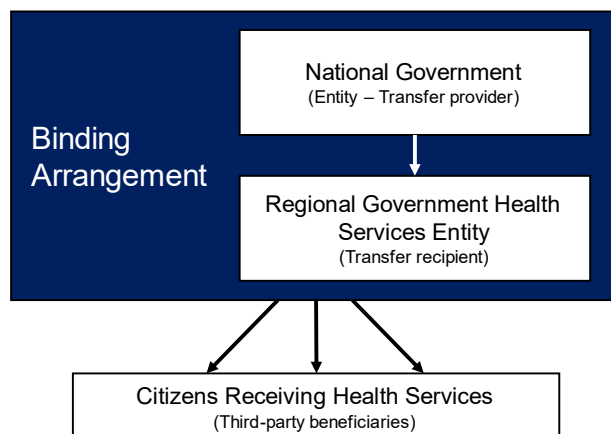 National Government
(Entity – Transfer provider)
Binding
Arrangement
Regional Government Health
Services Entity
(Transfer recipient)
Citizens Receiving Health Services
(Third-party beneficiaries)